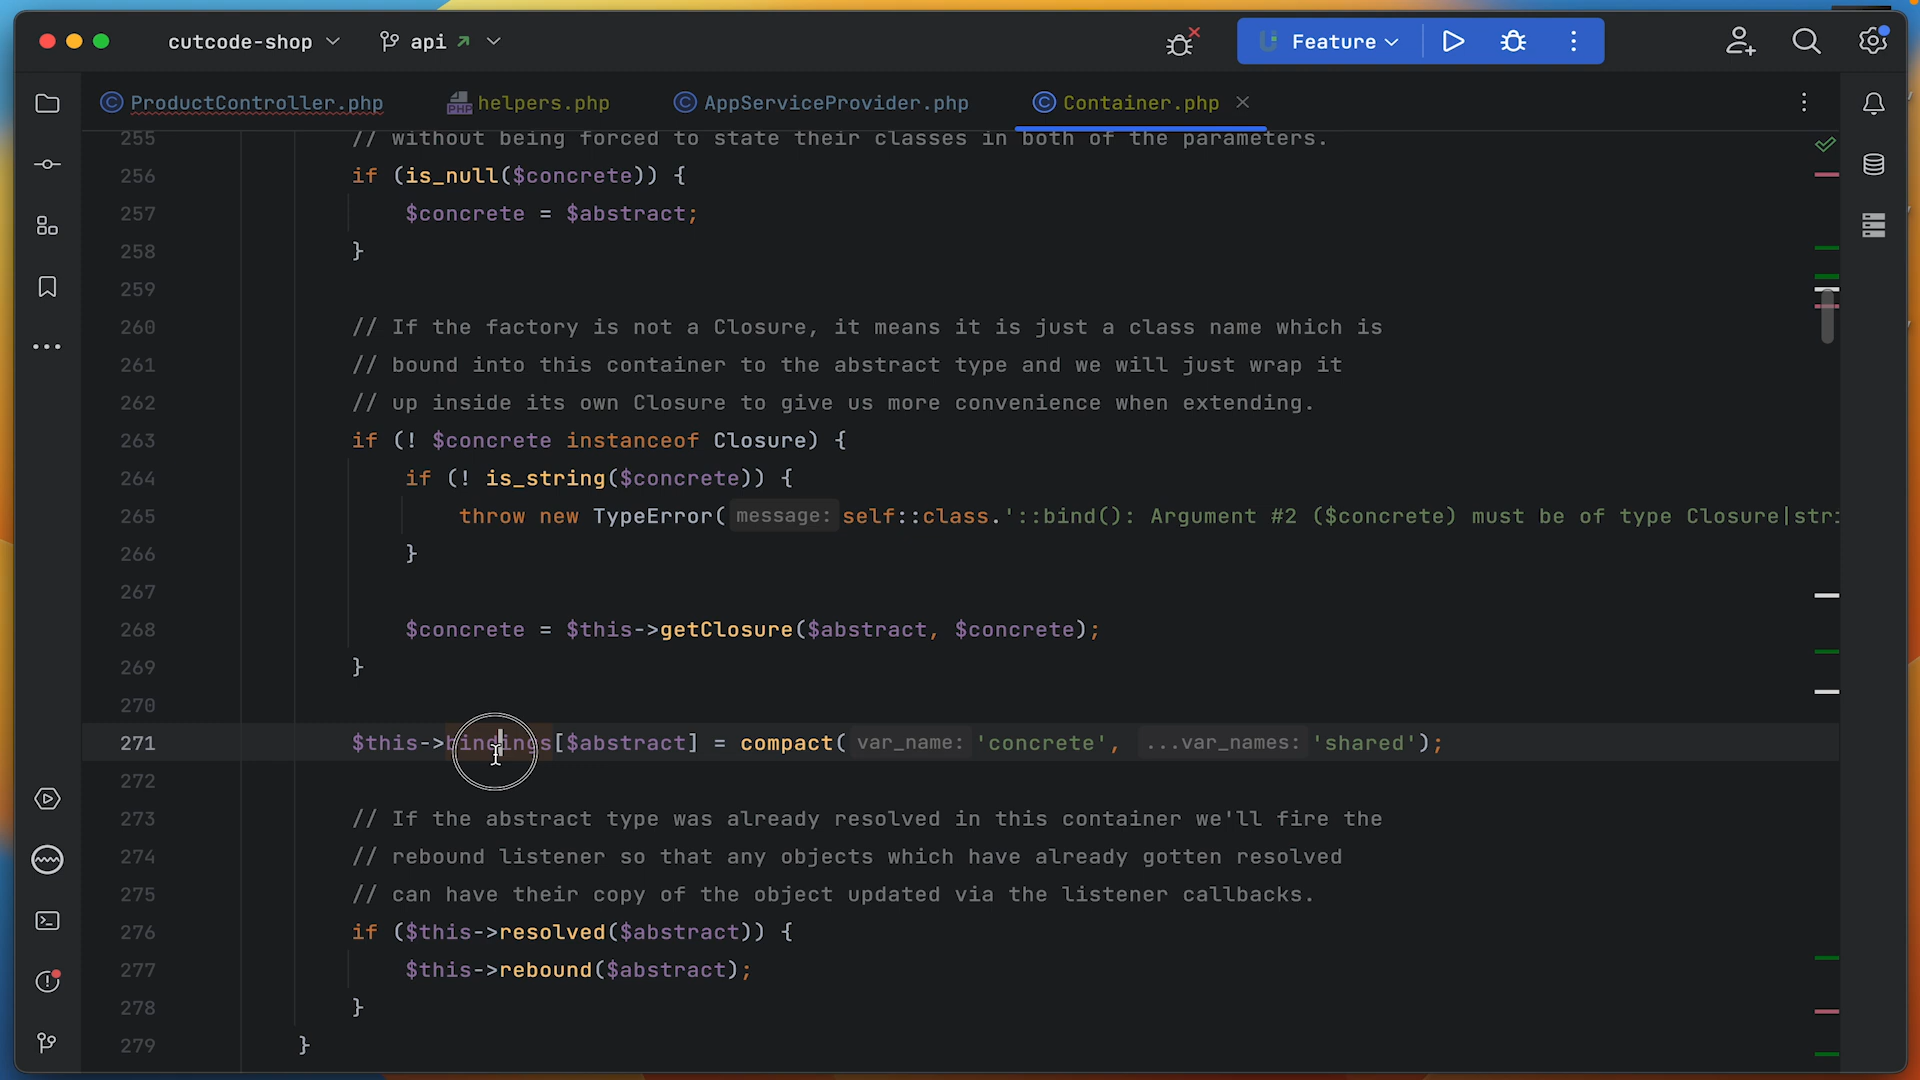 cutcode-shop api Feature
ProductController.php helpers.php AppServiceProvider.php Container.php
255 // without being forced to state their classes in both of the parameters.
256 if (is_null($concrete)) {
257 $concrete = $abstract;
258 }
259
260 // If the factory is not a Closure, it means it is just a class name which is
261 // bound into this container to the abstract type and we will just wrap it
262 // up inside its own Closure to give us more convenience when extending.
263 if (! $concrete instanceof Closure) {
264 if (! is_string($concrete)) {
265 throw new TypeError( message: self::class.'::bind(): Argument #2 ($concrete) must be of type Closure|str
266 }
267
268 $concrete = $this->getClosure($abstract, $concrete);
269 }
270
271 $this->bindings[$abstract] = compact( var_name: 'concrete', ...var_names: 'shared');
272
273 // If the abstract type was already resolved in this container we'll fire the
274 // rebound listener so that any objects which have already gotten resolved
275 // can have their copy of the object updated via the listener callbacks.
276 if ($this->resolved($abstract)) {
277 $this->rebound($abstract);
278 }
279 }